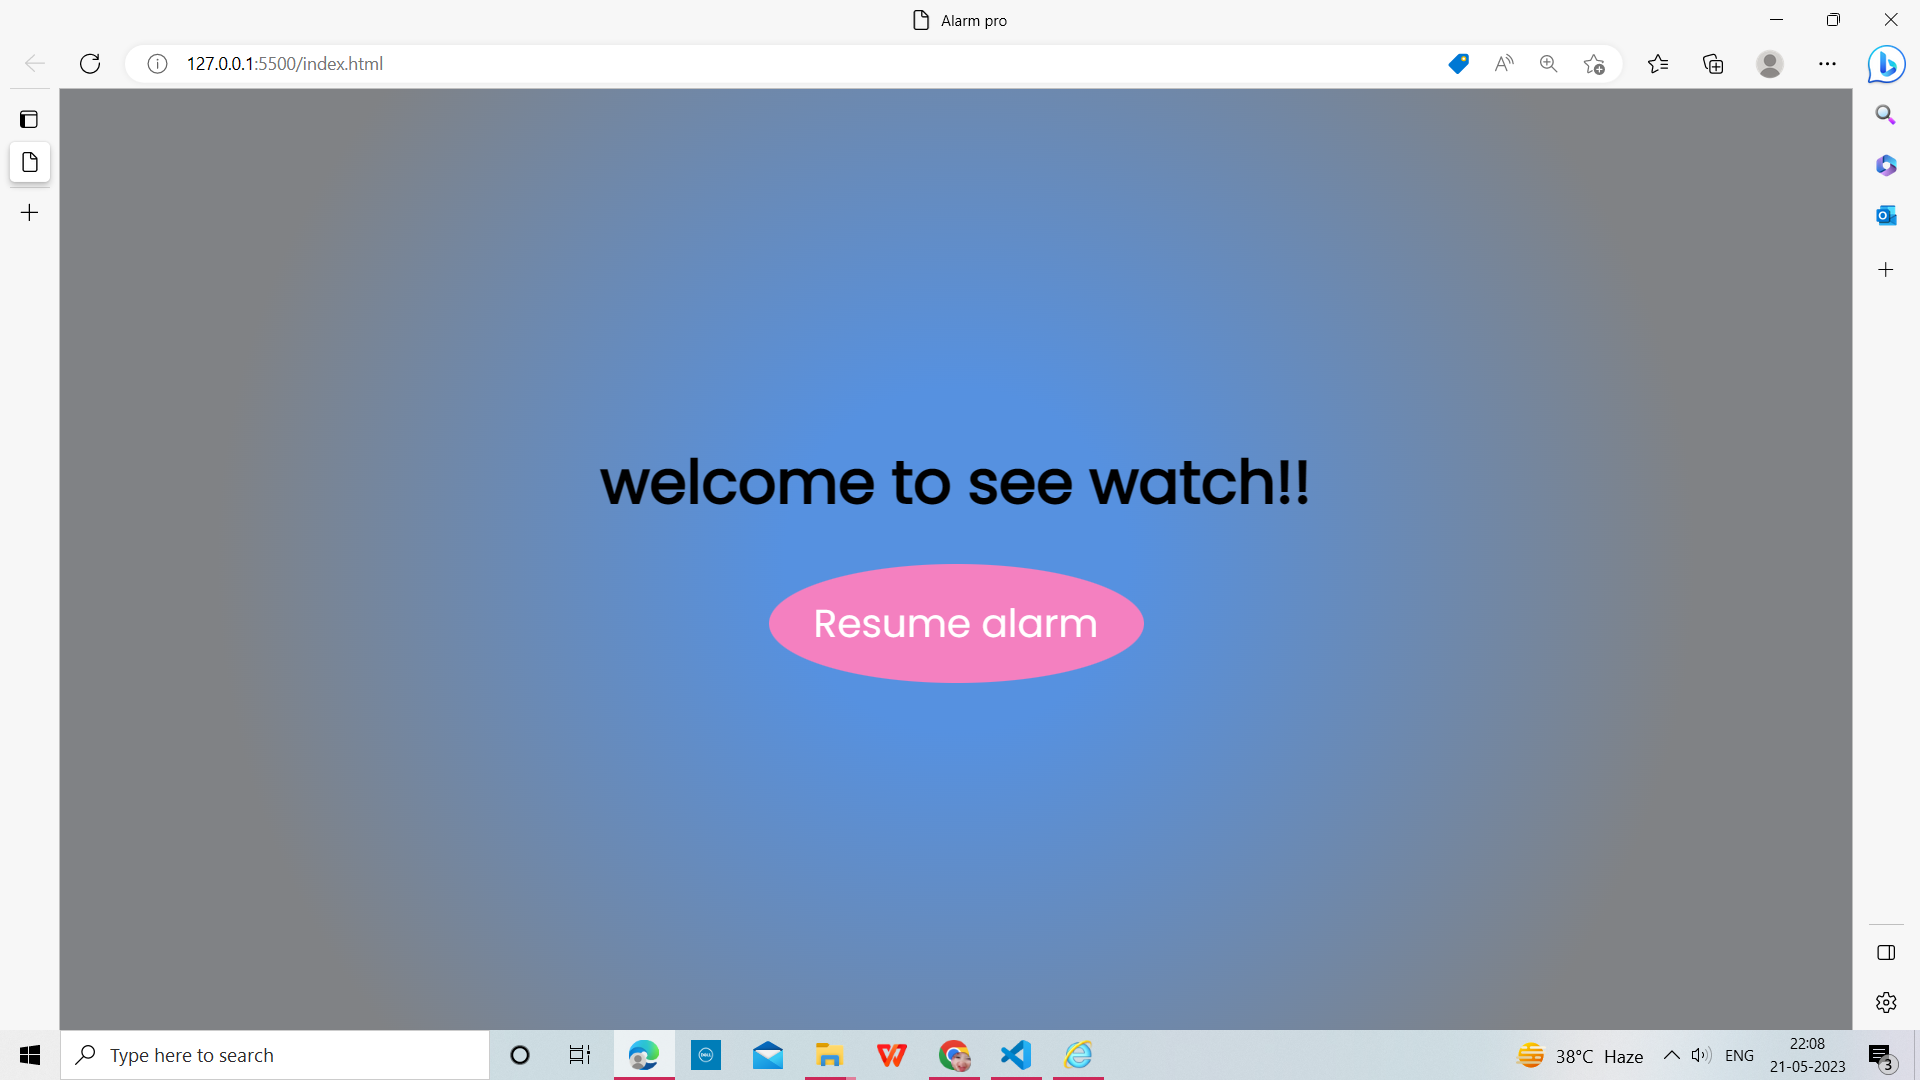 Alarm pro
127.0.0.1:5500/index.html
welcome to see watch!!
Resume alarm
Type here to search
DELL
38°C Haze
ENG
22:08
21-05-2023
3